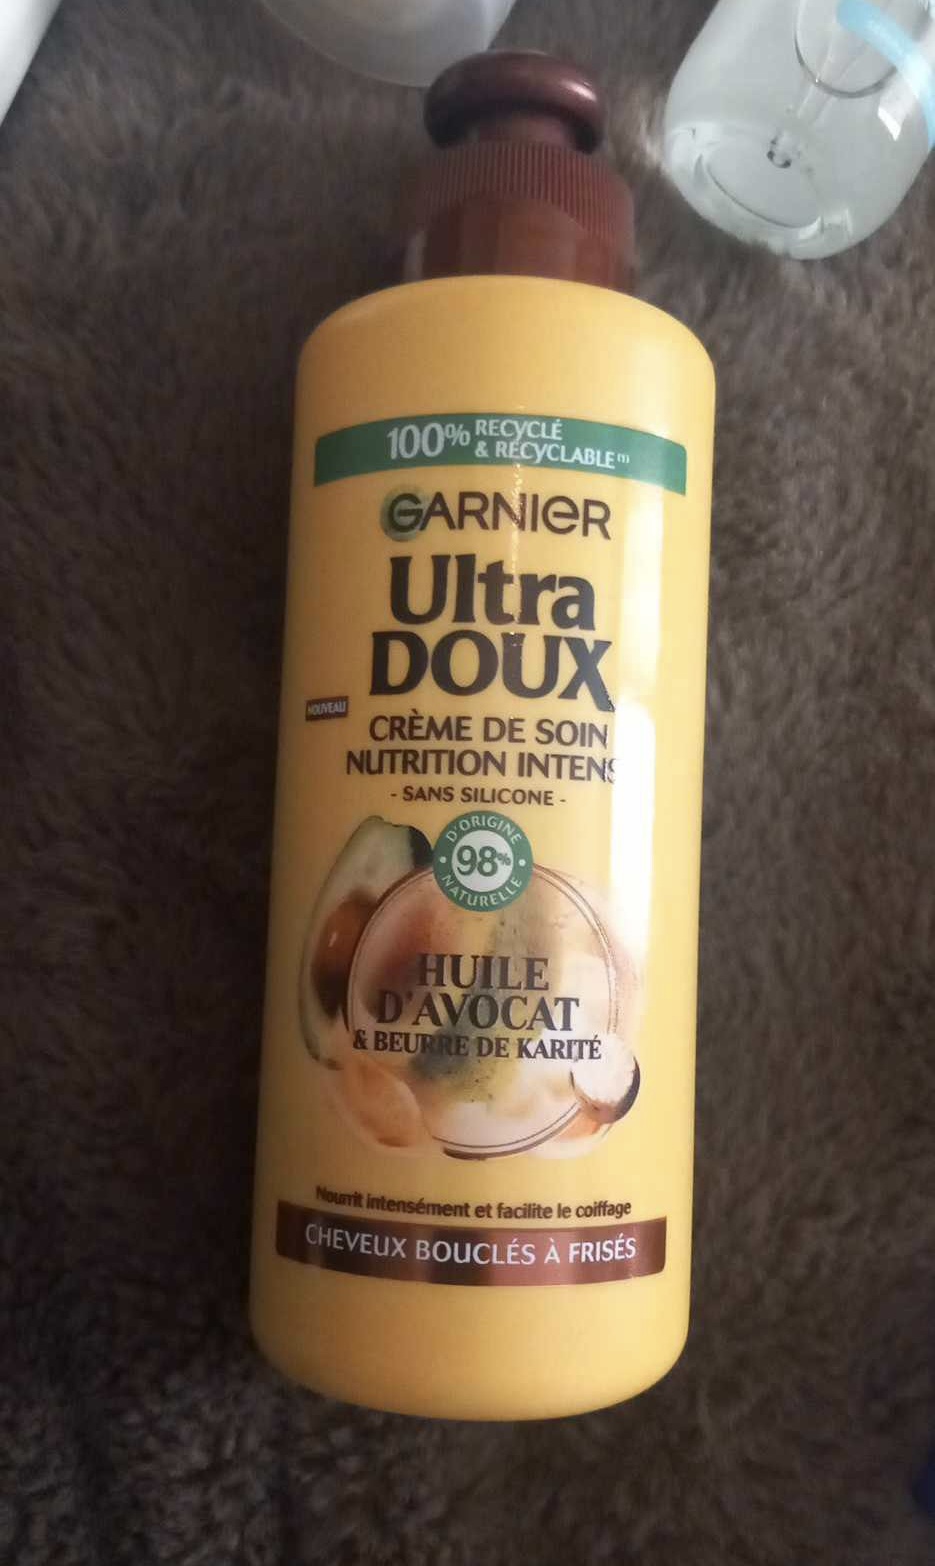 100% RECYCLÉ
& RECYCLABLE(1)
GARNIER
Ultra
DOUX
NOUVEAU
CRÈME DE SOIN
NUTRITION INTENS
- SANS SILICONE -
D'ORIGINE
98%
NATURELLE
HUILE
D'AVOCAT
& BEURRE DE KARITÉ
Nourrit intensément et facilite le coiffage
CHEVEUX BOUCLÉS À FRISÉS